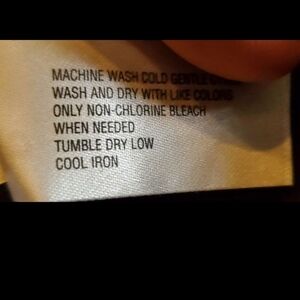 MACHINE WASH COLD GENTLE
WASH AND DRY WITH LIKE COLORS
ONLY NON-CHLORINE BLEACH
WHEN NEEDED
TUMBLE DRY LOW
COOL IRON